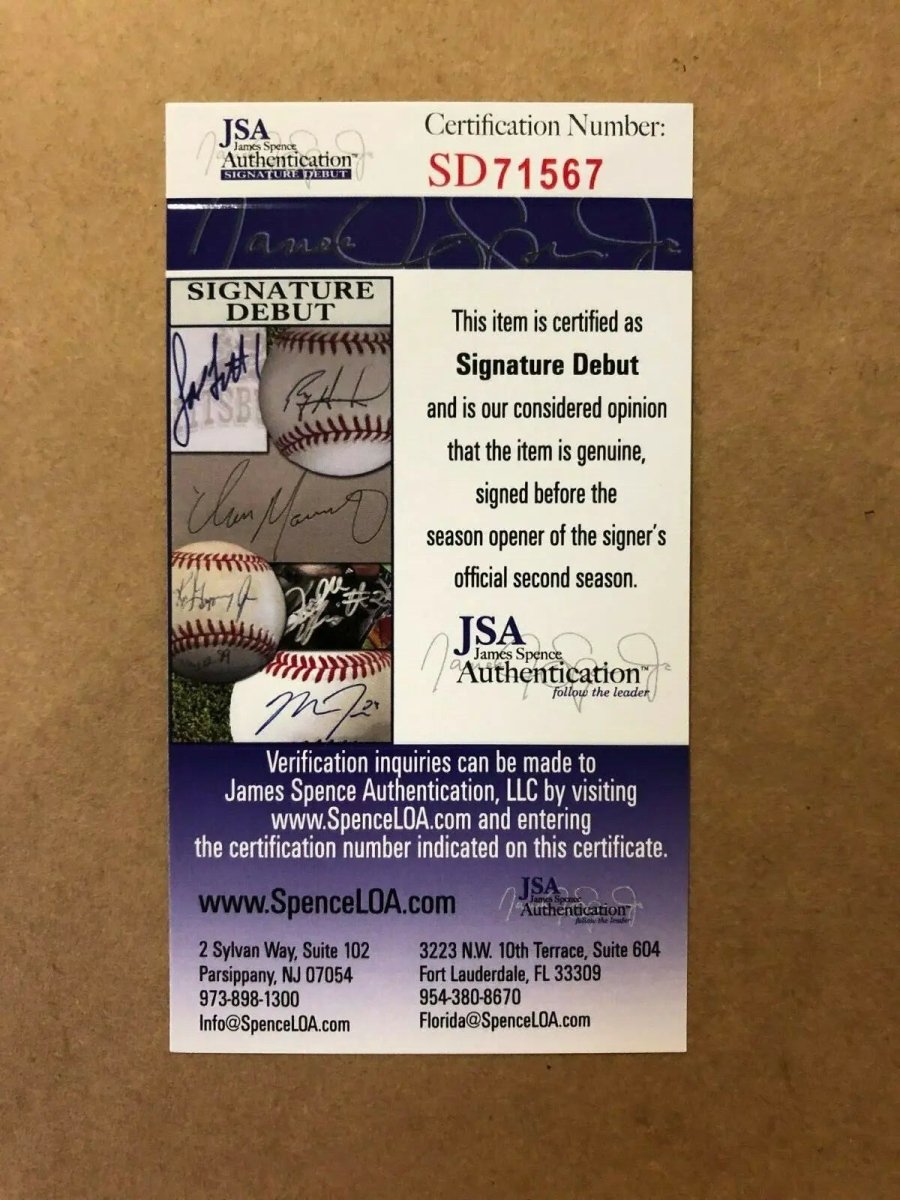 JSA
James Spence
Authentication™
SIGNATURE DEBUT
Certification Number:
SD71567
SIGNATURE
DEBUT
This item is certified as
Signature Debut
and is our considered opinion
that the item is genuine,
signed before the
season opener of the signer's
official second season.
JSA
James Spence
Authentication™
follow the leader
Verification inquiries can be made to
James Spence Authentication, LLC by visiting
www.SpenceLOA.com and entering
the certification number indicated on this certificate.
www.SpenceLOA.com
JSA
James Spence
Authentication™
follow the leader
2 Sylvan Way, Suite 102
Parsippany, NJ 07054
973-898-1300
Info@SpenceLOA.com
3223 N.W. 10th Terrace, Suite 604
Fort Lauderdale, FL 33309
954-380-8670
Florida@SpenceLOA.com